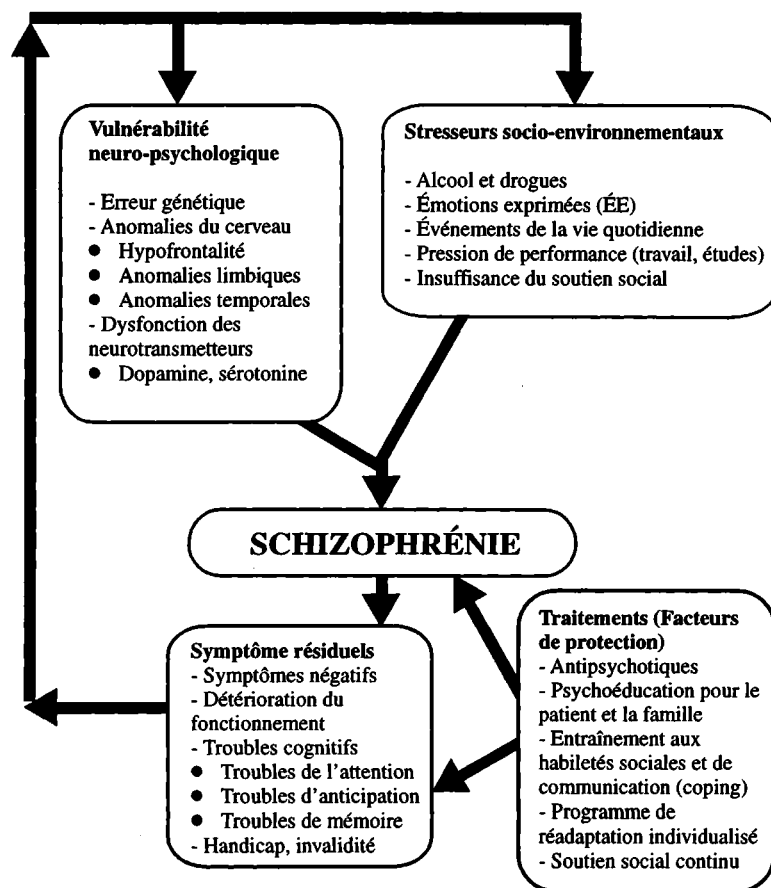 Vulnérabilité
neuro-psychologique
- Erreur génétique
- Anomalies du cerveau
● Hypofrontalité
● Anomalies limbiques
● Anomalies temporales
- Dysfonction des
neurotransmetteurs
● Dopamine, sérotonine
Stresseurs socio-environnementaux
- Alcool et drogues
- Émotions exprimées (ÉE)
- Événements de la vie quotidienne
- Pression de performance (travail, études)
- Insuffisance du soutien social
SCHIZOPHRÉNIE
Symptôme résiduels
- Symptômes négatifs
- Détérioration du
fonctionnement
- Troubles cognitifs
● Troubles de l'attention
● Troubles d'anticipation
● Troubles de mémoire
- Handicap, invalidité
Traitements (Facteurs
de protection)
- Antipsychotiques
- Psychoéducation pour le
patient et la famille
- Entraînement aux
habiletés sociales et de
communication (coping)
- Programme de
réadaptation individualisé
- Soutien social continu